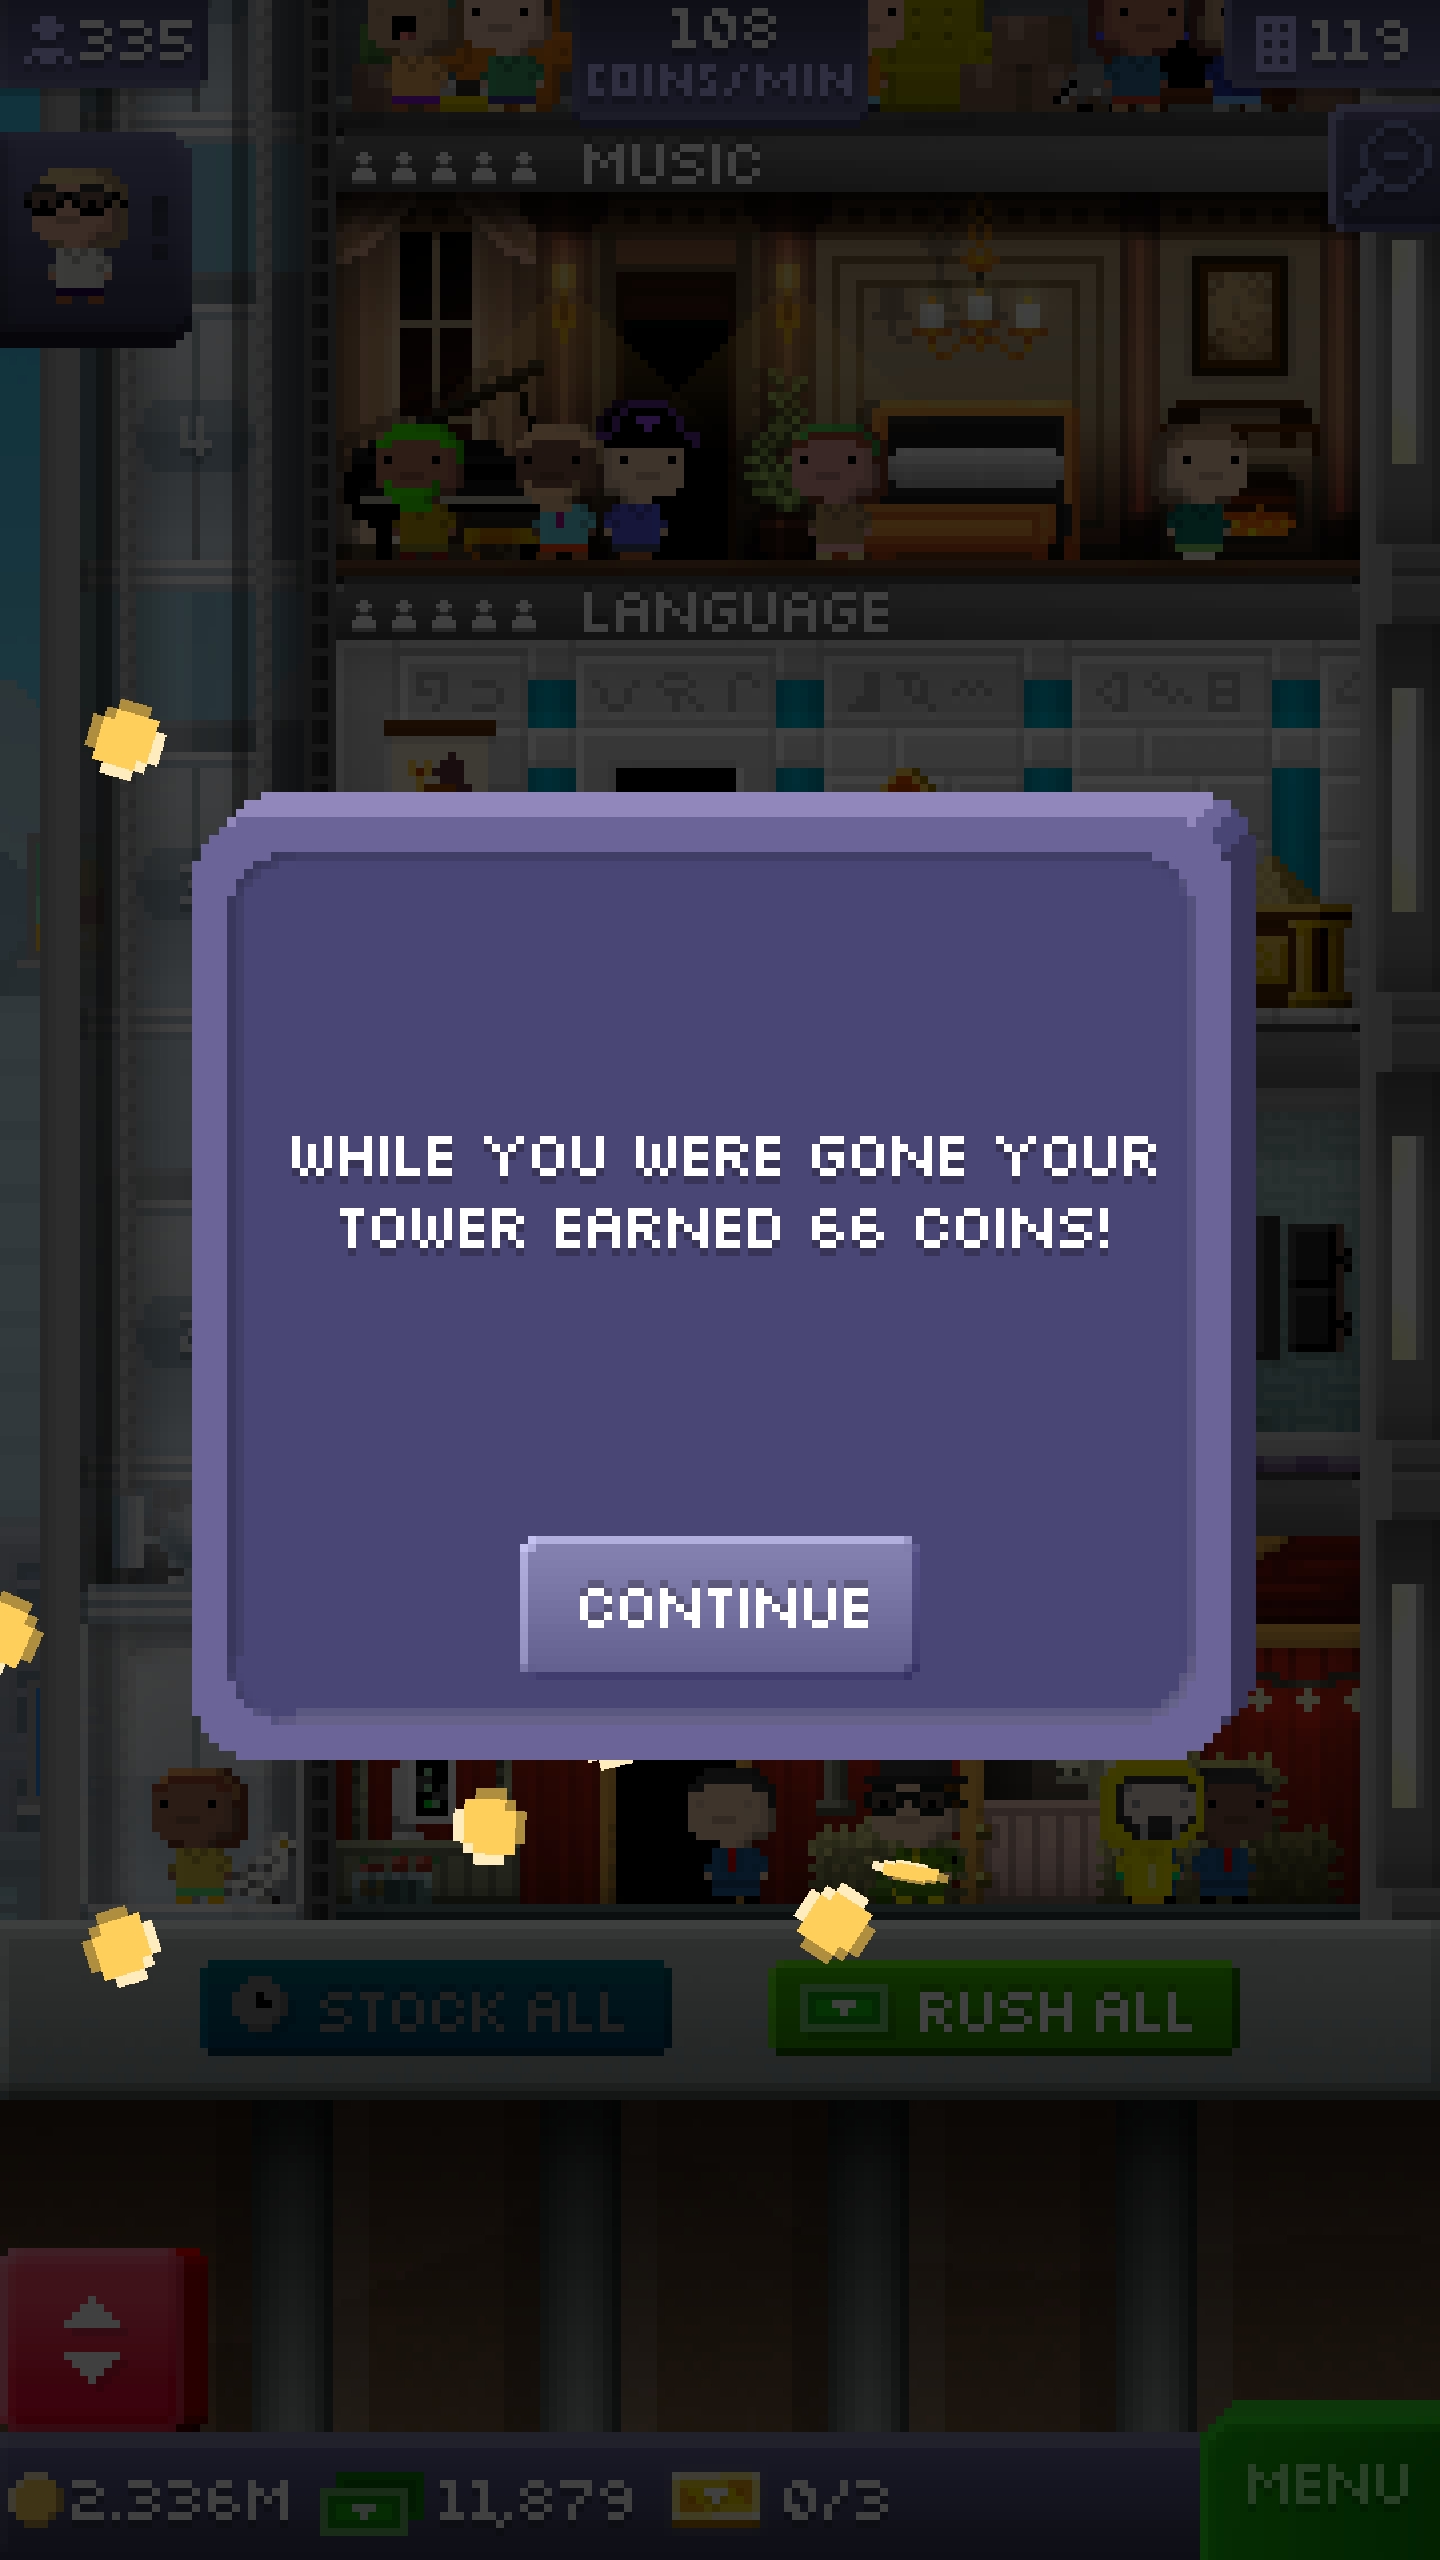 335
108
COINS/MIN
119
MUSIC
4
LANGUAGE
WHILE YOU WERE GONE YOUR
TOWER EARNED 66 COINS!
CONTINUE
STOCK ALL
RUSH ALL
2.336M
11,879
0/3
MENU